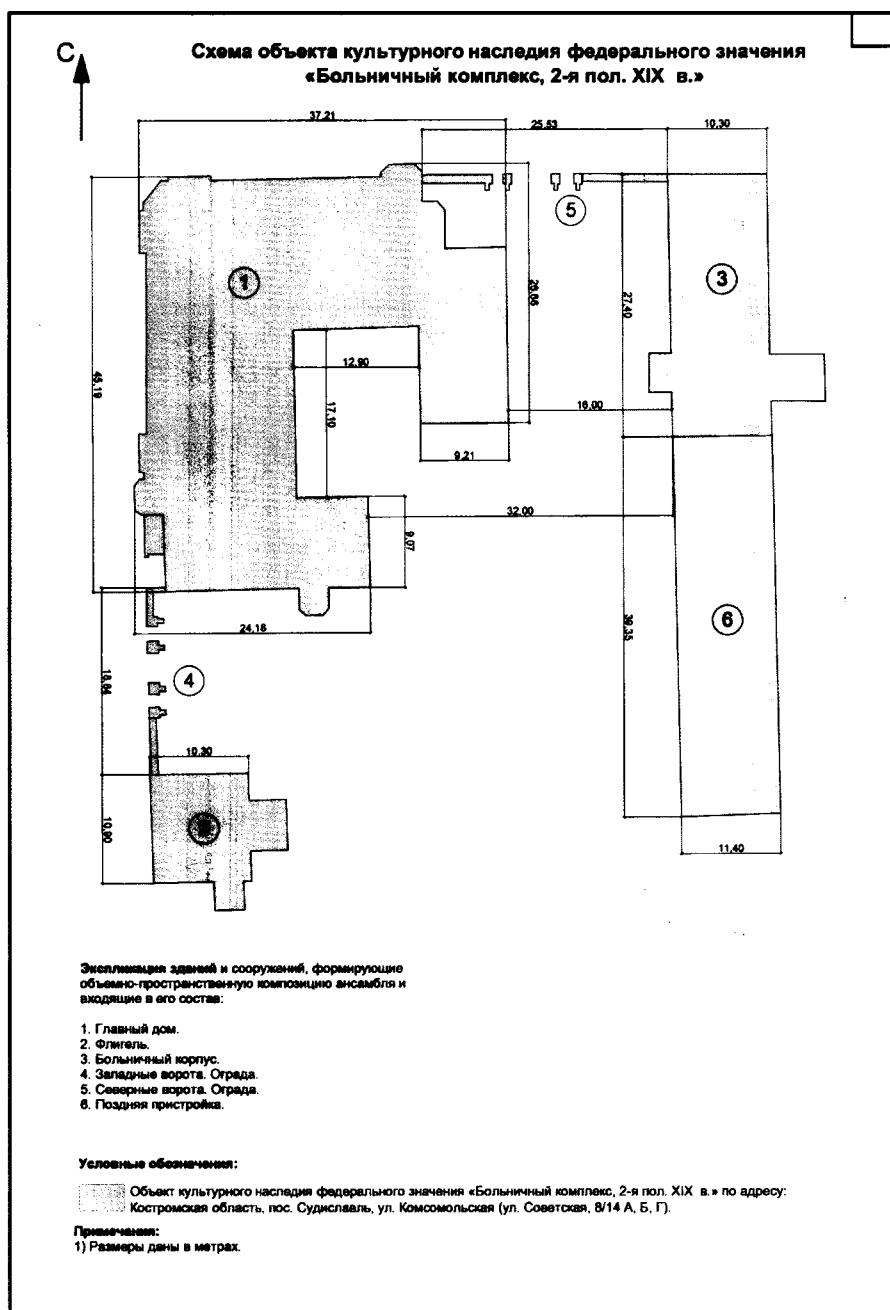 С
Схема объекта культурного наследия федерального значения
«Больничный комплекс, 2-я пол. XIX в.»
37,21
25,53
10,30
5
1
3
26,66
27,40
45,19
12,90
17,10
16,00
9,21
32,00
9,07
24,16
39,35
6
18,64
4
10,30
10,90
11,40
Экспликация зданий и сооружений, формирующие
объемно-пространственную композицию ансамбля и
входящие в его состав:
1. Главный дом.
2. Флигель.
3. Больничный корпус.
4. Западные ворота. Ограда.
5. Северные ворота. Ограда.
6. Поздняя пристройка.
Условные обозначения:
Объект культурного наследия федерального значения «Больничный комплекс, 2-я пол. XIX в.» по адресу:
Костромская область, пос. Судиславль, ул. Комсомольская (ул. Советская, 8/14 А, Б, Г).
Примечания:
1) Размеры даны в метрах.